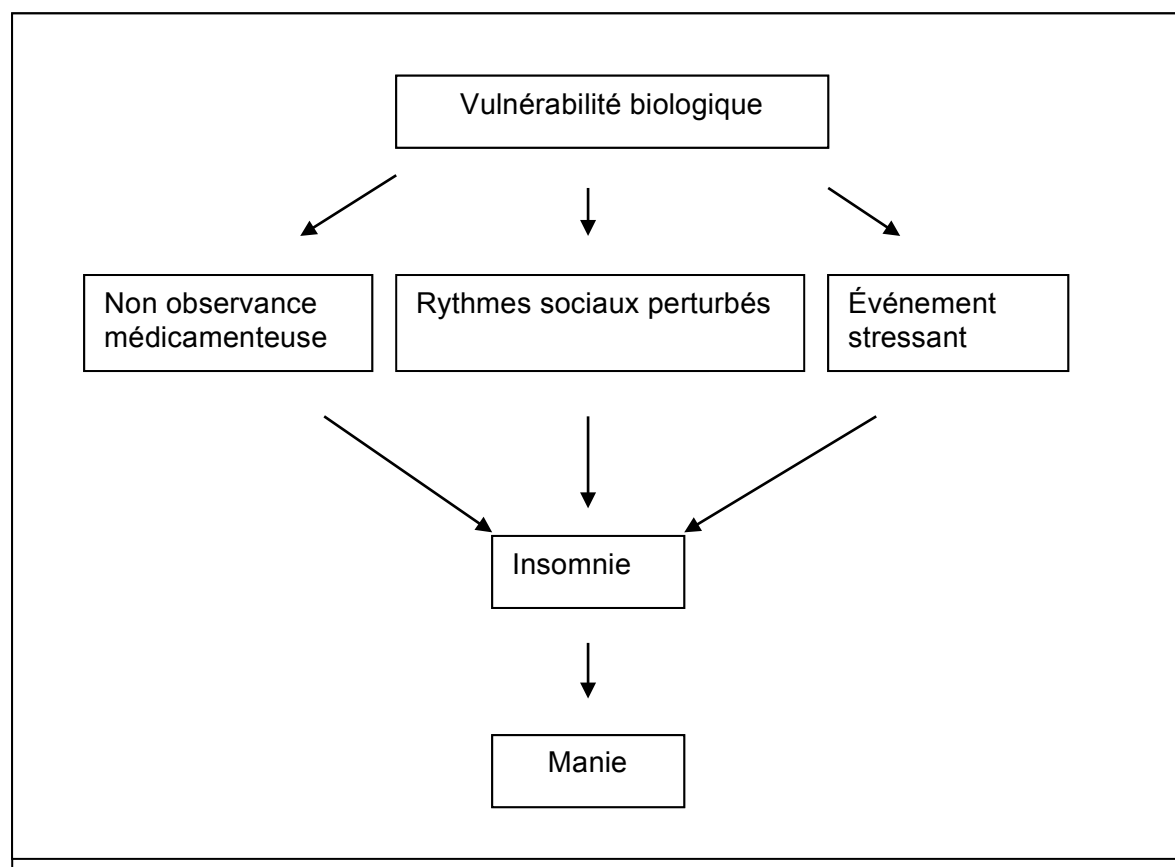 Vulnérabilité biologique
Non observance
médicamenteuse
Rythmes sociaux perturbés
Événement
stressant
Insomnie
Manie